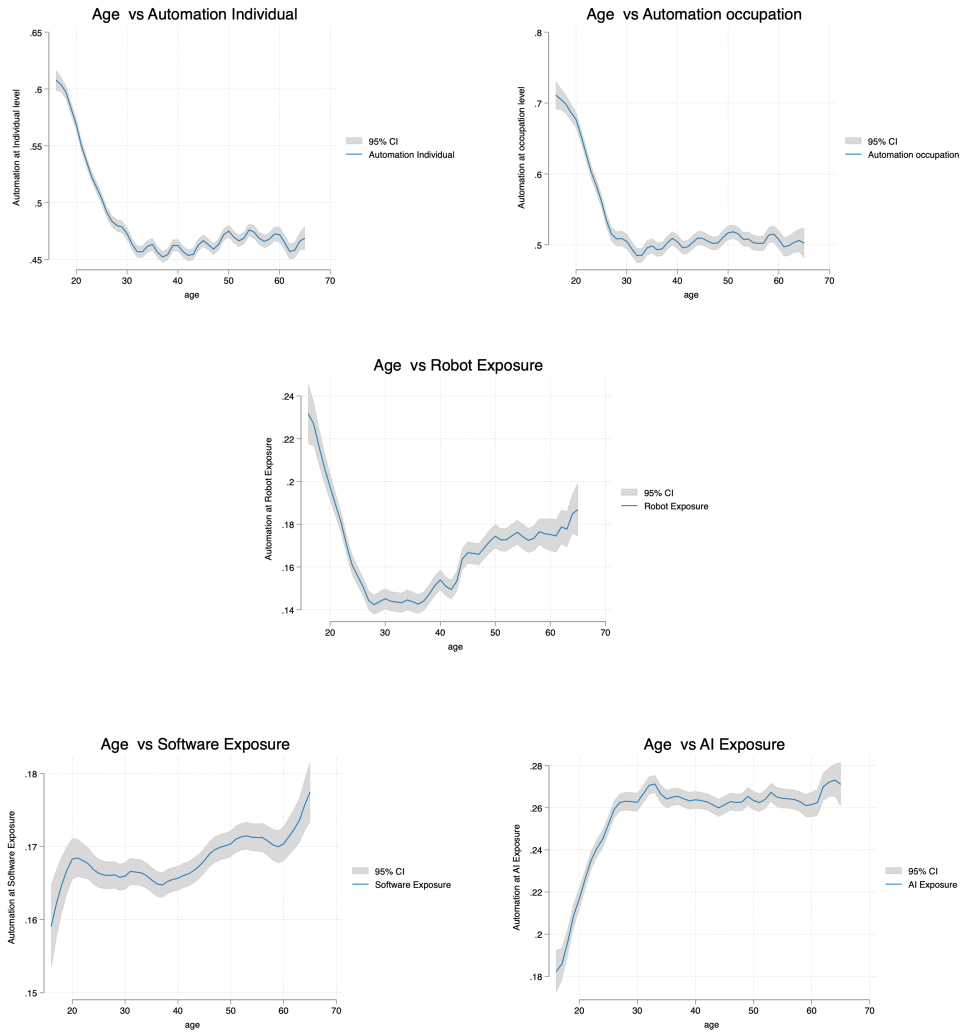 Age  vs Automation Individual
.65
.6
.55
.5
.45
Automation at Individual level
20 30 40 50 60 70
age
95% CI
Automation Individual
Age  vs Automation occupation
.8
.7
.6
.5
Automation at occupation level
20 30 40 50 60 70
age
95% CI
Automation occupation
Age  vs Robot Exposure
.24
.22
.2
.18
.16
.14
Automation at Robot Exposure
20 30 40 50 60 70
age
95% CI
Robot Exposure
Age  vs Software Exposure
.18
.17
.16
.15
Automation at Software Exposure
20 30 40 50 60 70
age
95% CI
Software Exposure
Age  vs AI Exposure
.28
.26
.24
.22
.2
.18
Automation at AI Exposure
20 30 40 50 60 70
age
95% CI
AI Exposure